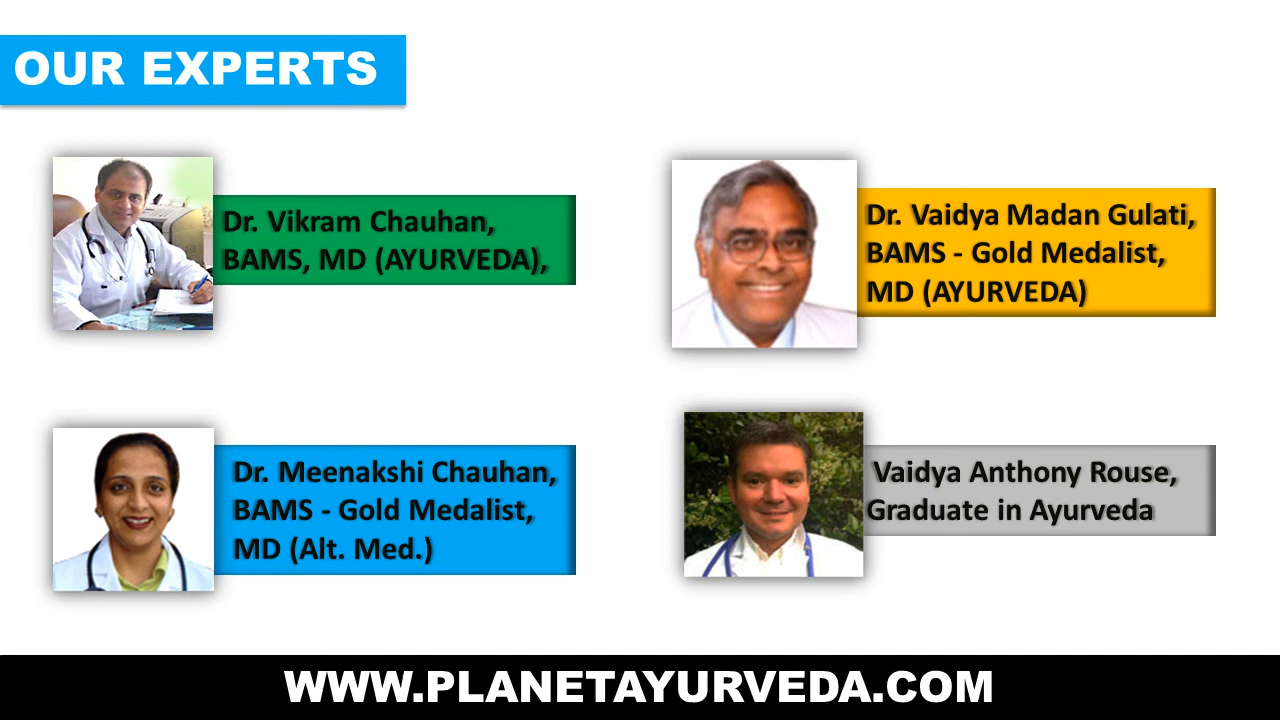 OUR EXPERTS
Dr. Vikram Chauhan,
BAMS, MD (AYURVEDA),
Dr. Vaidya Madan Gulati,
BAMS - Gold Medalist,
MD (AYURVEDA)
Dr. Meenakshi Chauhan,
BAMS - Gold Medalist,
MD (Alt. Med.)
Vaidya Anthony Rouse,
Graduate in Ayurveda
WWW.PLANETAYURVEDA.COM